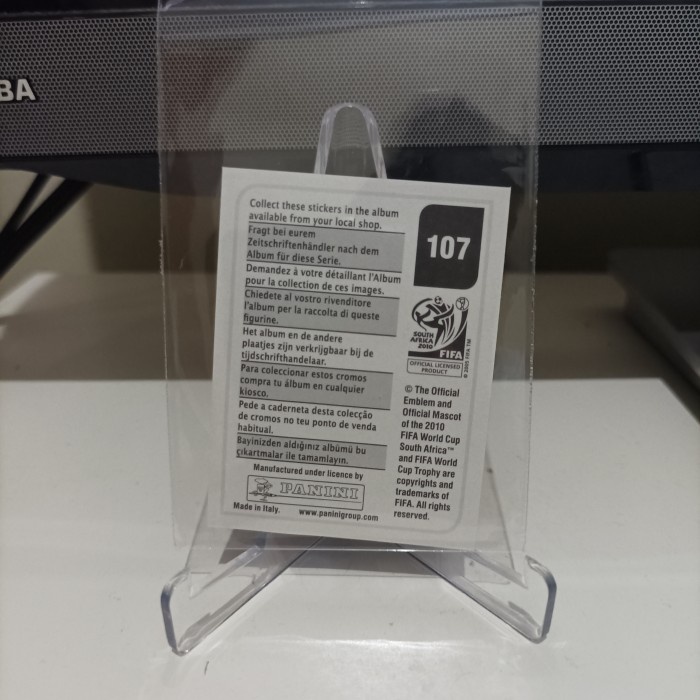 BA
Collect these stickers in the album
available from your local shop.
Fragt bei eurem
Zeitschriftenhändler nach dem
Album für diese Serie.
Demandez à votre détaillant l'Album
pour la collection de ces images.
Chiedete al vostro rivenditore
l'album per la raccolta di queste
figurine.
Het album en de andere
plaatjes zijn verkrijgbaar bij de
tijdschrifthandelaar.
Para coleccionar estos cromos
compra tu álbum en cualquier
kiosco.
Pede a caderneta desta colecção
de cromos no teu ponto de venda
habitual.
Bayinizden aldığınız albümü bu
çıkartmalar ile tamamlayın.
Manufactured under licence by
PANINI
Made in Italy. www.paninigroup.com
107
SOUTH
AFRICA
2010
FIFA
OFFICIAL LICENSED
PRODUCT
© 2005 FIFA TM
© The Official
Emblem and
Official Mascot
of the 2010
FIFA World Cup
South Africa™
and FIFA World
Cup Trophy are
copyrights and
trademarks of
FIFA. All rights
reserved.